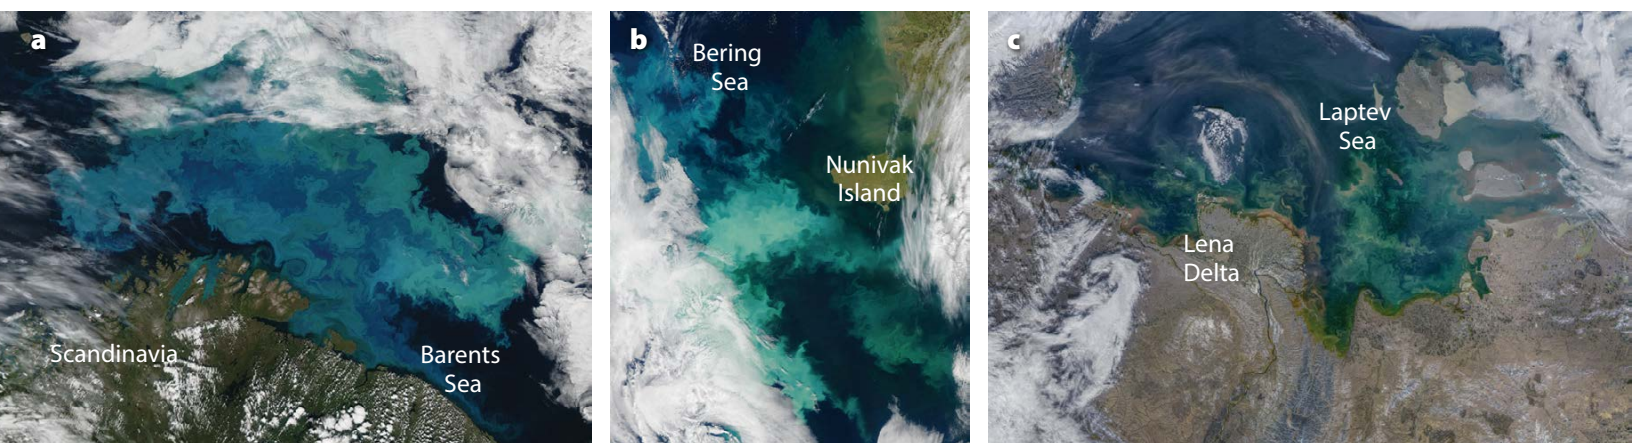 a
Scandinavia
Barents
Sea
b
Bering
Sea
Nunivak
Island
c
Laptev
Sea
Lena
Delta